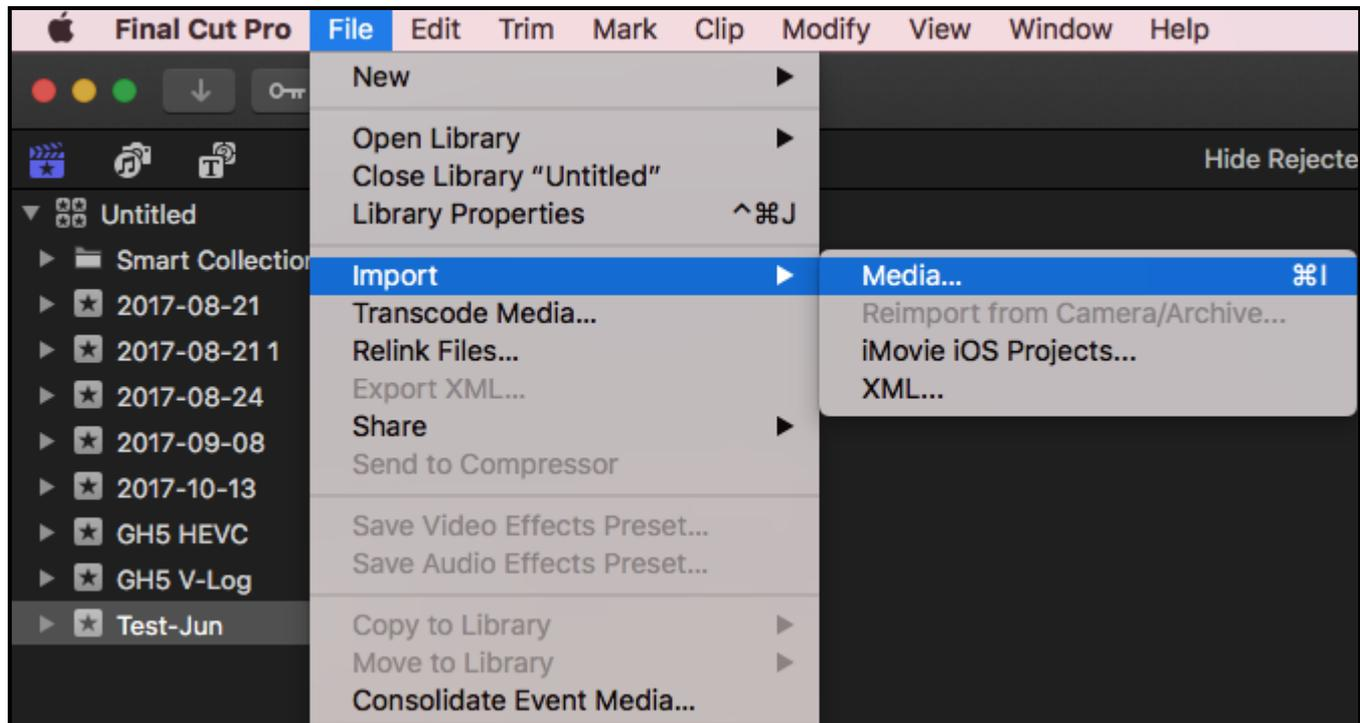 Final Cut Pro File Edit Trim Mark Clip Modify View Window Help
Hide Rejecte
Untitled
Smart Collection
2017-08-21
2017-08-21 1
2017-08-24
2017-09-08
2017-10-13
GH5 HEVC
GH5 V-Log
Test-Jun
New
Open Library
Close Library “Untitled”
Library Properties ^⌘J
Import
Transcode Media...
Relink Files...
Export XML...
Share
Send to Compressor
Save Video Effects Preset...
Save Audio Effects Preset...
Copy to Library
Move to Library
Consolidate Event Media...
Media... ⌘I
Reimport from Camera/Archive...
iMovie iOS Projects...
XML...